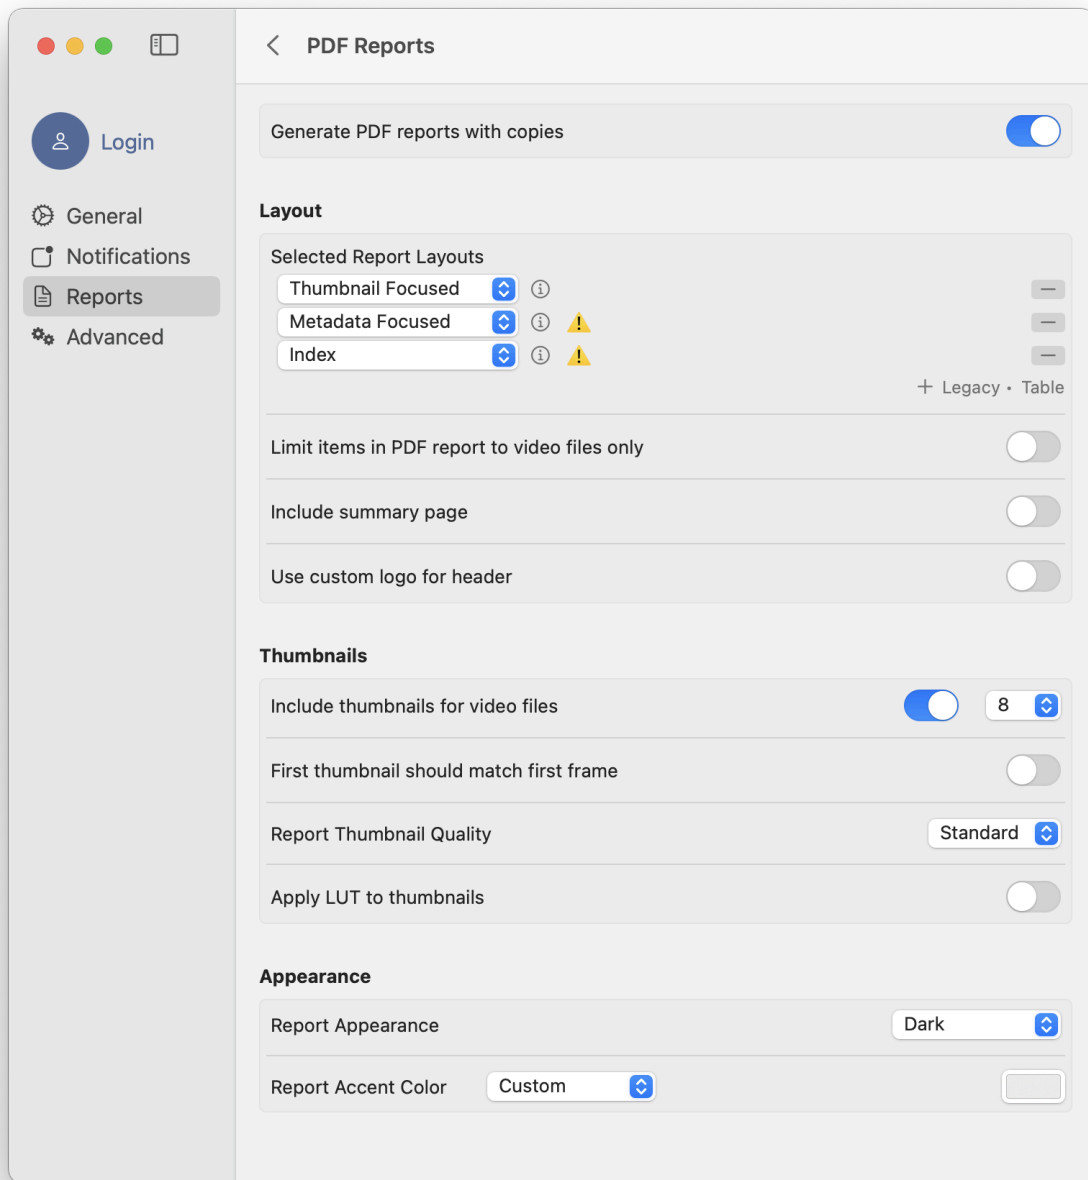 PDF Reports
Login
General
Notifications
Reports
Advanced
Generate PDF reports with copies
Layout
Selected Report Layouts
Thumbnail Focused
Metadata Focused
Index
+ Legacy • Table
Limit items in PDF report to video files only
Include summary page
Use custom logo for header
Thumbnails
Include thumbnails for video files 8
First thumbnail should match first frame
Report Thumbnail Quality Standard
Apply LUT to thumbnails
Appearance
Report Appearance Dark
Report Accent Color Custom